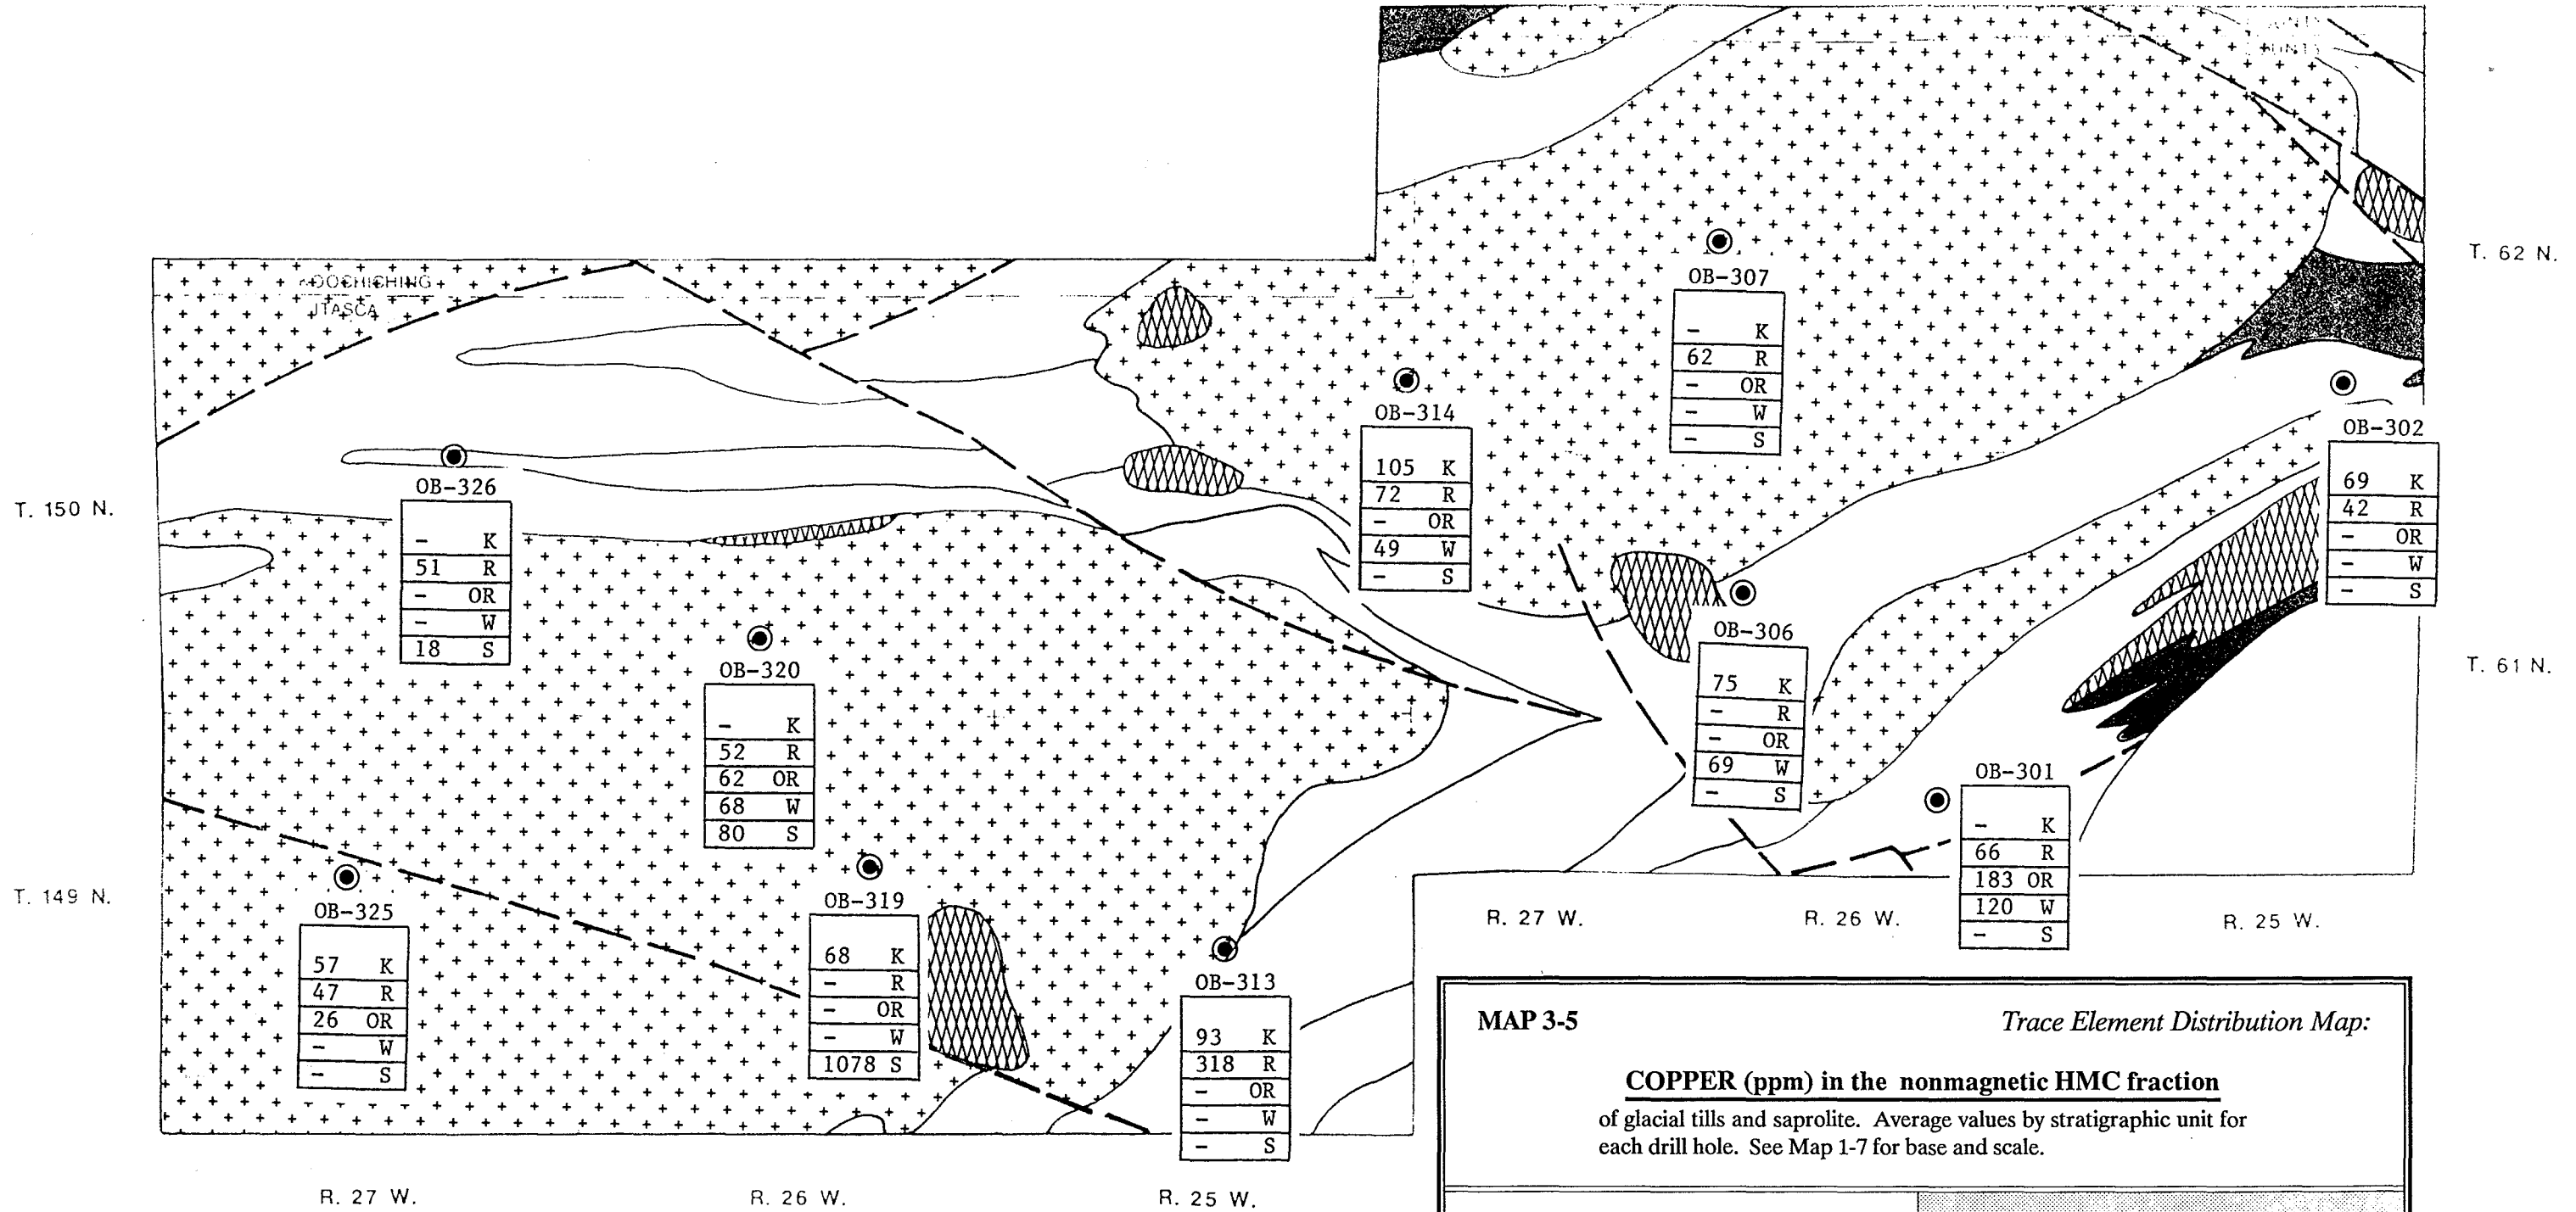 T. 62 N.
ITASCA
OB-307
- K
62 R
- OR
- W
- S
OB-314
105 K
72 R
- OR
49 W
- S
OB-302
69 K
42 R
- OR
- W
- S
OB-326
- K
51 R
- OR
- W
18 S
T. 150 N.
OB-320
- K
52 R
62 OR
68 W
80 S
OB-306
75 K
- R
- OR
69 W
- S
T. 61 N.
OB-301
- K
66 R
183 OR
120 W
- S
T. 149 N.
OB-325
57 K
47 R
26 OR
- W
- S
OB-319
68 K
- R
- OR
- W
1078 S
OB-313
93 K
318 R
- OR
- W
- S
R. 27 W.
R. 26 W.
R. 25 W.
MAP 3-5
Trace Element Distribution Map:
COPPER (ppm) in the nonmagnetic HMC fraction
of glacial tills and saprolite. Average values by stratigraphic unit for
each drill hole. See Map 1-7 for base and scale.
R. 27 W.
R. 26 W.
R. 25 W.